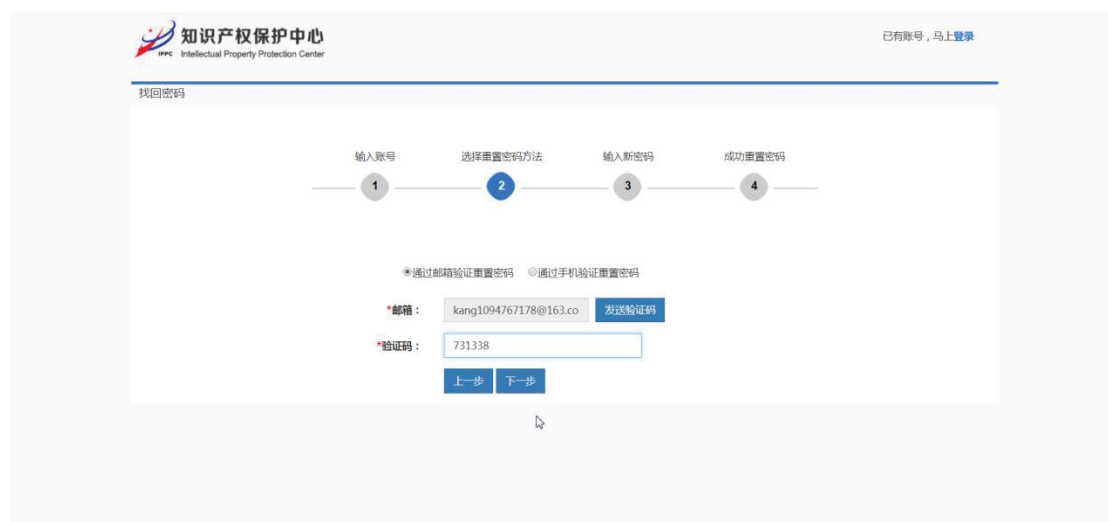 知识产权保护中心
IPPC Intellectual Property Protection Center
已有账号，马上登录
找回密码
输入账号 选择重置密码方法 输入新密码 成功重置密码
1 2 3 4
通过邮箱验证重置密码 通过手机验证重置密码
*邮箱： kang1094767178@163.co 发送验证码
*验证码： 731338
上一步 下一步